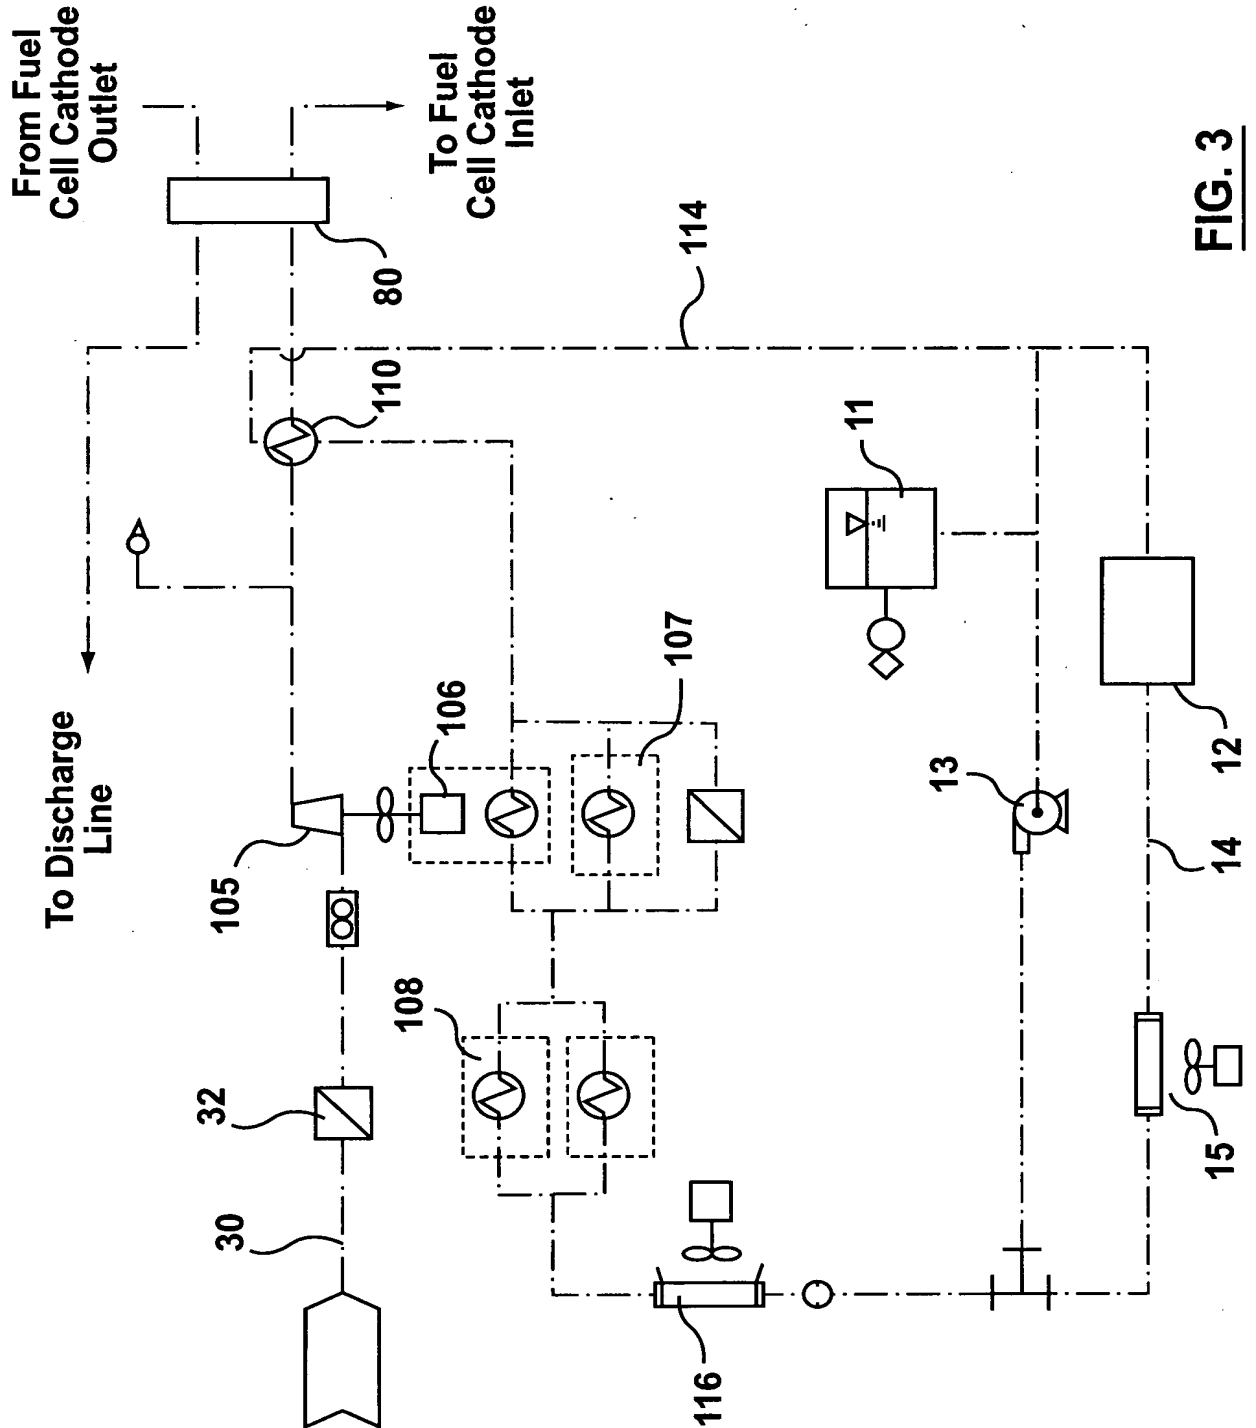 From Fuel
Cell Cathode
Outlet
To Fuel
Cell Cathode
Inlet
80
114
110
To Discharge
Line
11
106
107
105
12
13
14
108
32
30
15
116
FIG. 3